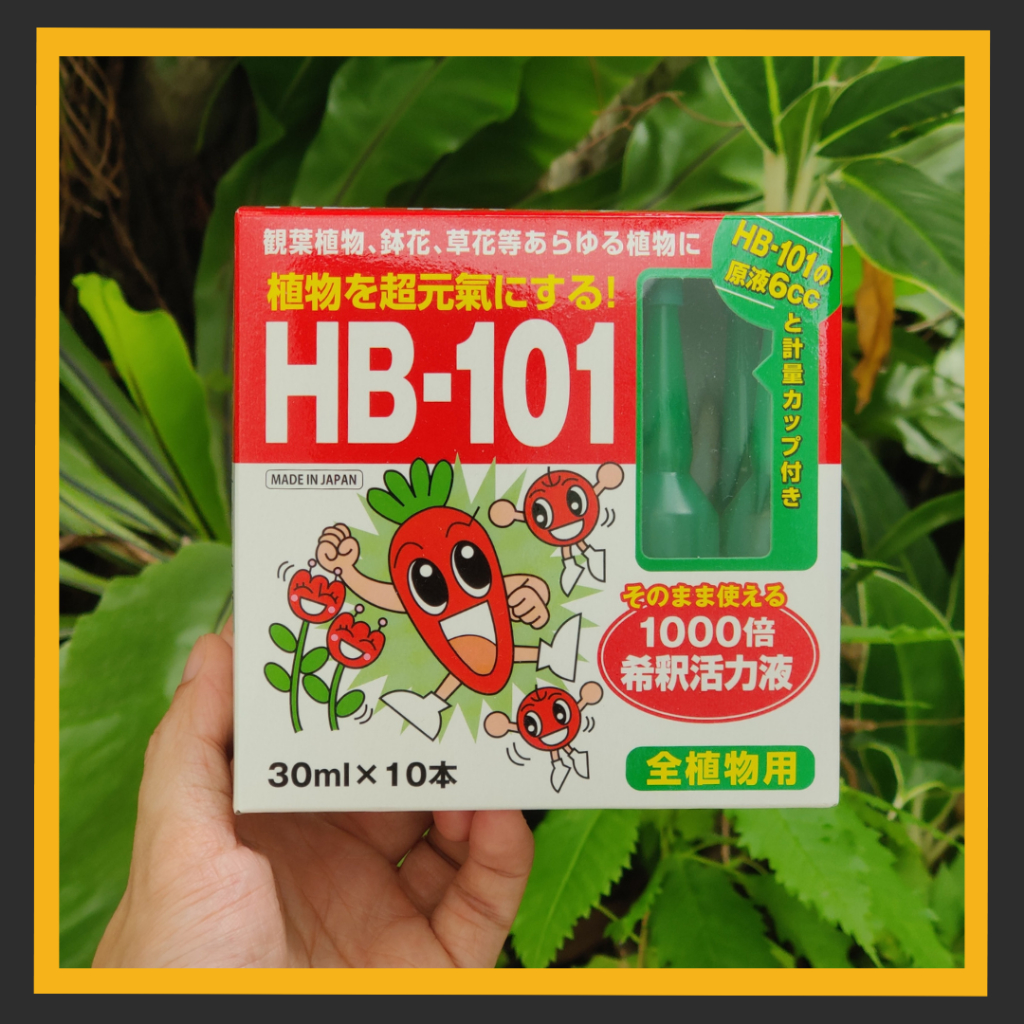 観葉植物、鉢花、草花等あらゆる植物に
植物を超元氣にする!
HB-101
HB-101の
原液6cc
と計量カップ付き
MADE IN JAPAN
そのまま使える
1000倍
希釈活力液
30ml×10本
全植物用